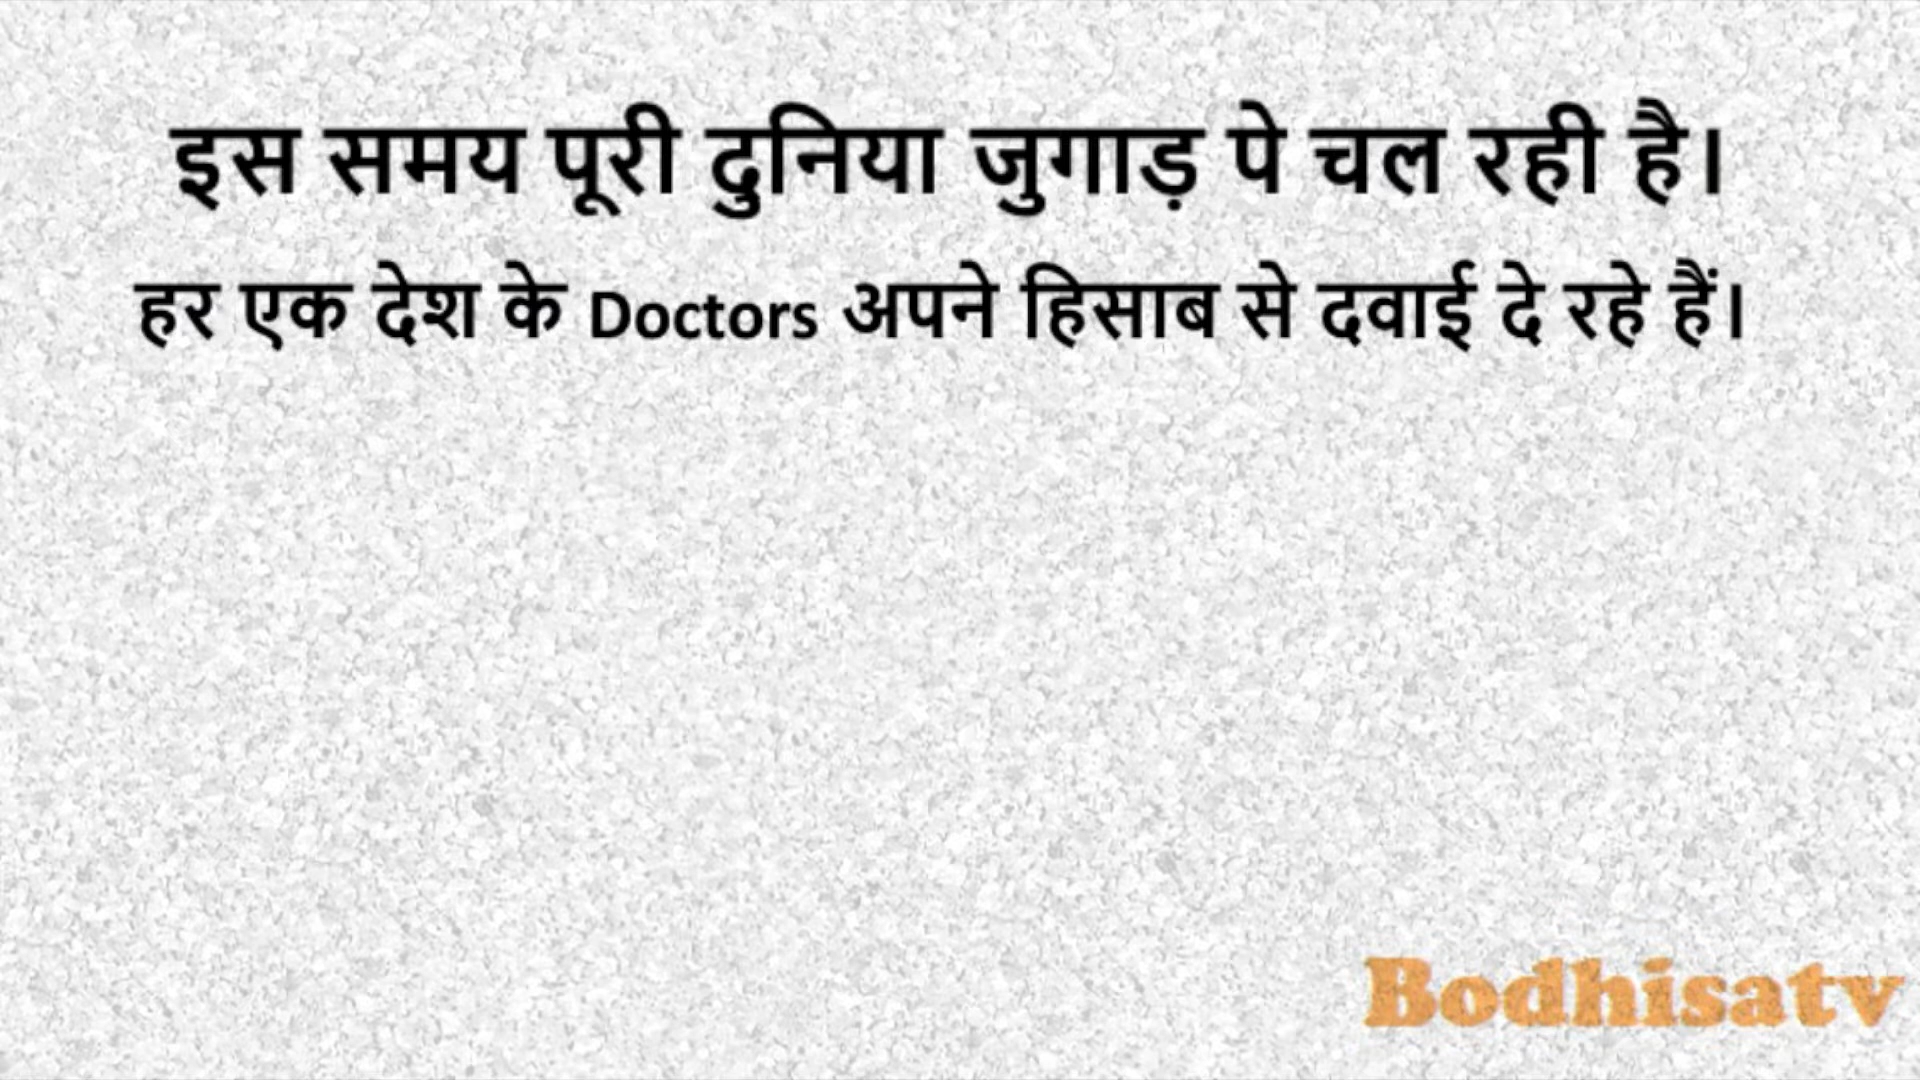 इस समय पूरी दुनिया जुगाड़ पे चल रही है।
हर एक देश के Doctors अपने हिसाब से दवाई दे रहे हैं।
Bodhisatv